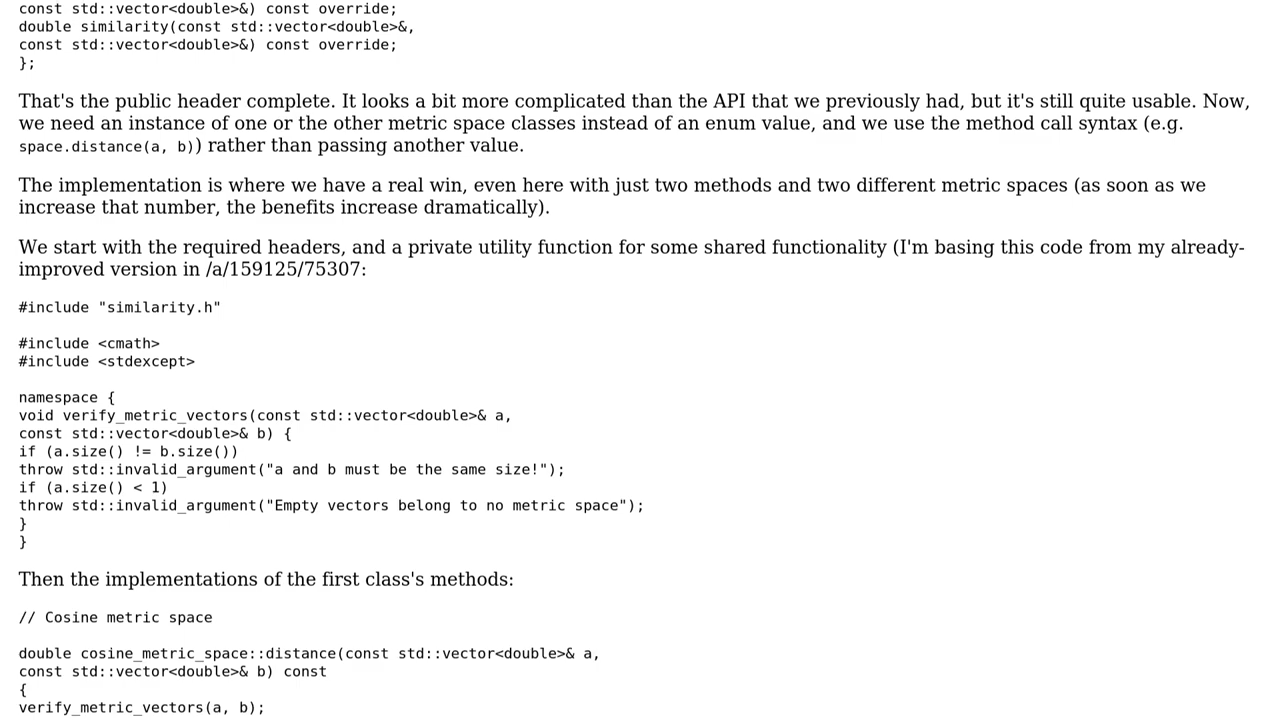 const std::vector<double>&) const override;
double similarity(const std::vector<double>&,
const std::vector<double>&) const override;
};
That's the public header complete. It looks a bit more complicated than the API that we previously had, but it's still quite usable. Now,
we need an instance of one or the other metric space classes instead of an enum value, and we use the method call syntax (e.g.
space.distance(a, b)) rather than passing another value.
The implementation is where we have a real win, even here with just two methods and two different metric spaces (as soon as we
increase that number, the benefits increase dramatically).
We start with the required headers, and a private utility function for some shared functionality (I'm basing this code from my already-
improved version in /a/159125/75307:
#include "similarity.h"
#include <cmath>
#include <stdexcept>
namespace {
void verify_metric_vectors(const std::vector<double>& a,
const std::vector<double>& b) {
if (a.size() != b.size())
throw std::invalid_argument("a and b must be the same size!");
if (a.size() < 1)
throw std::invalid_argument("Empty vectors belong to no metric space");
}
}
Then the implementations of the first class's methods:
// Cosine metric space
double cosine_metric_space::distance(const std::vector<double>& a,
const std::vector<double>& b) const
{
verify_metric_vectors(a, b);